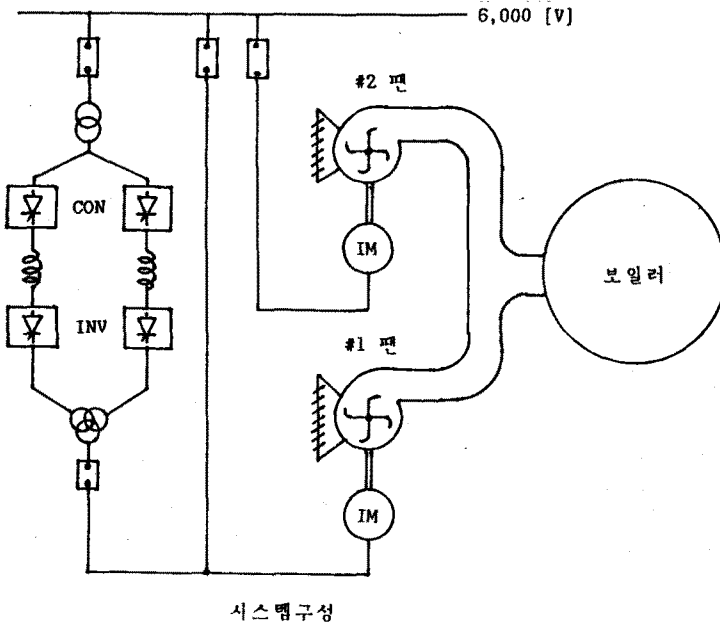 6,000 [V]
#2 팬
CON
IM
보일러
INV
#1 팬
IM
시스템구성